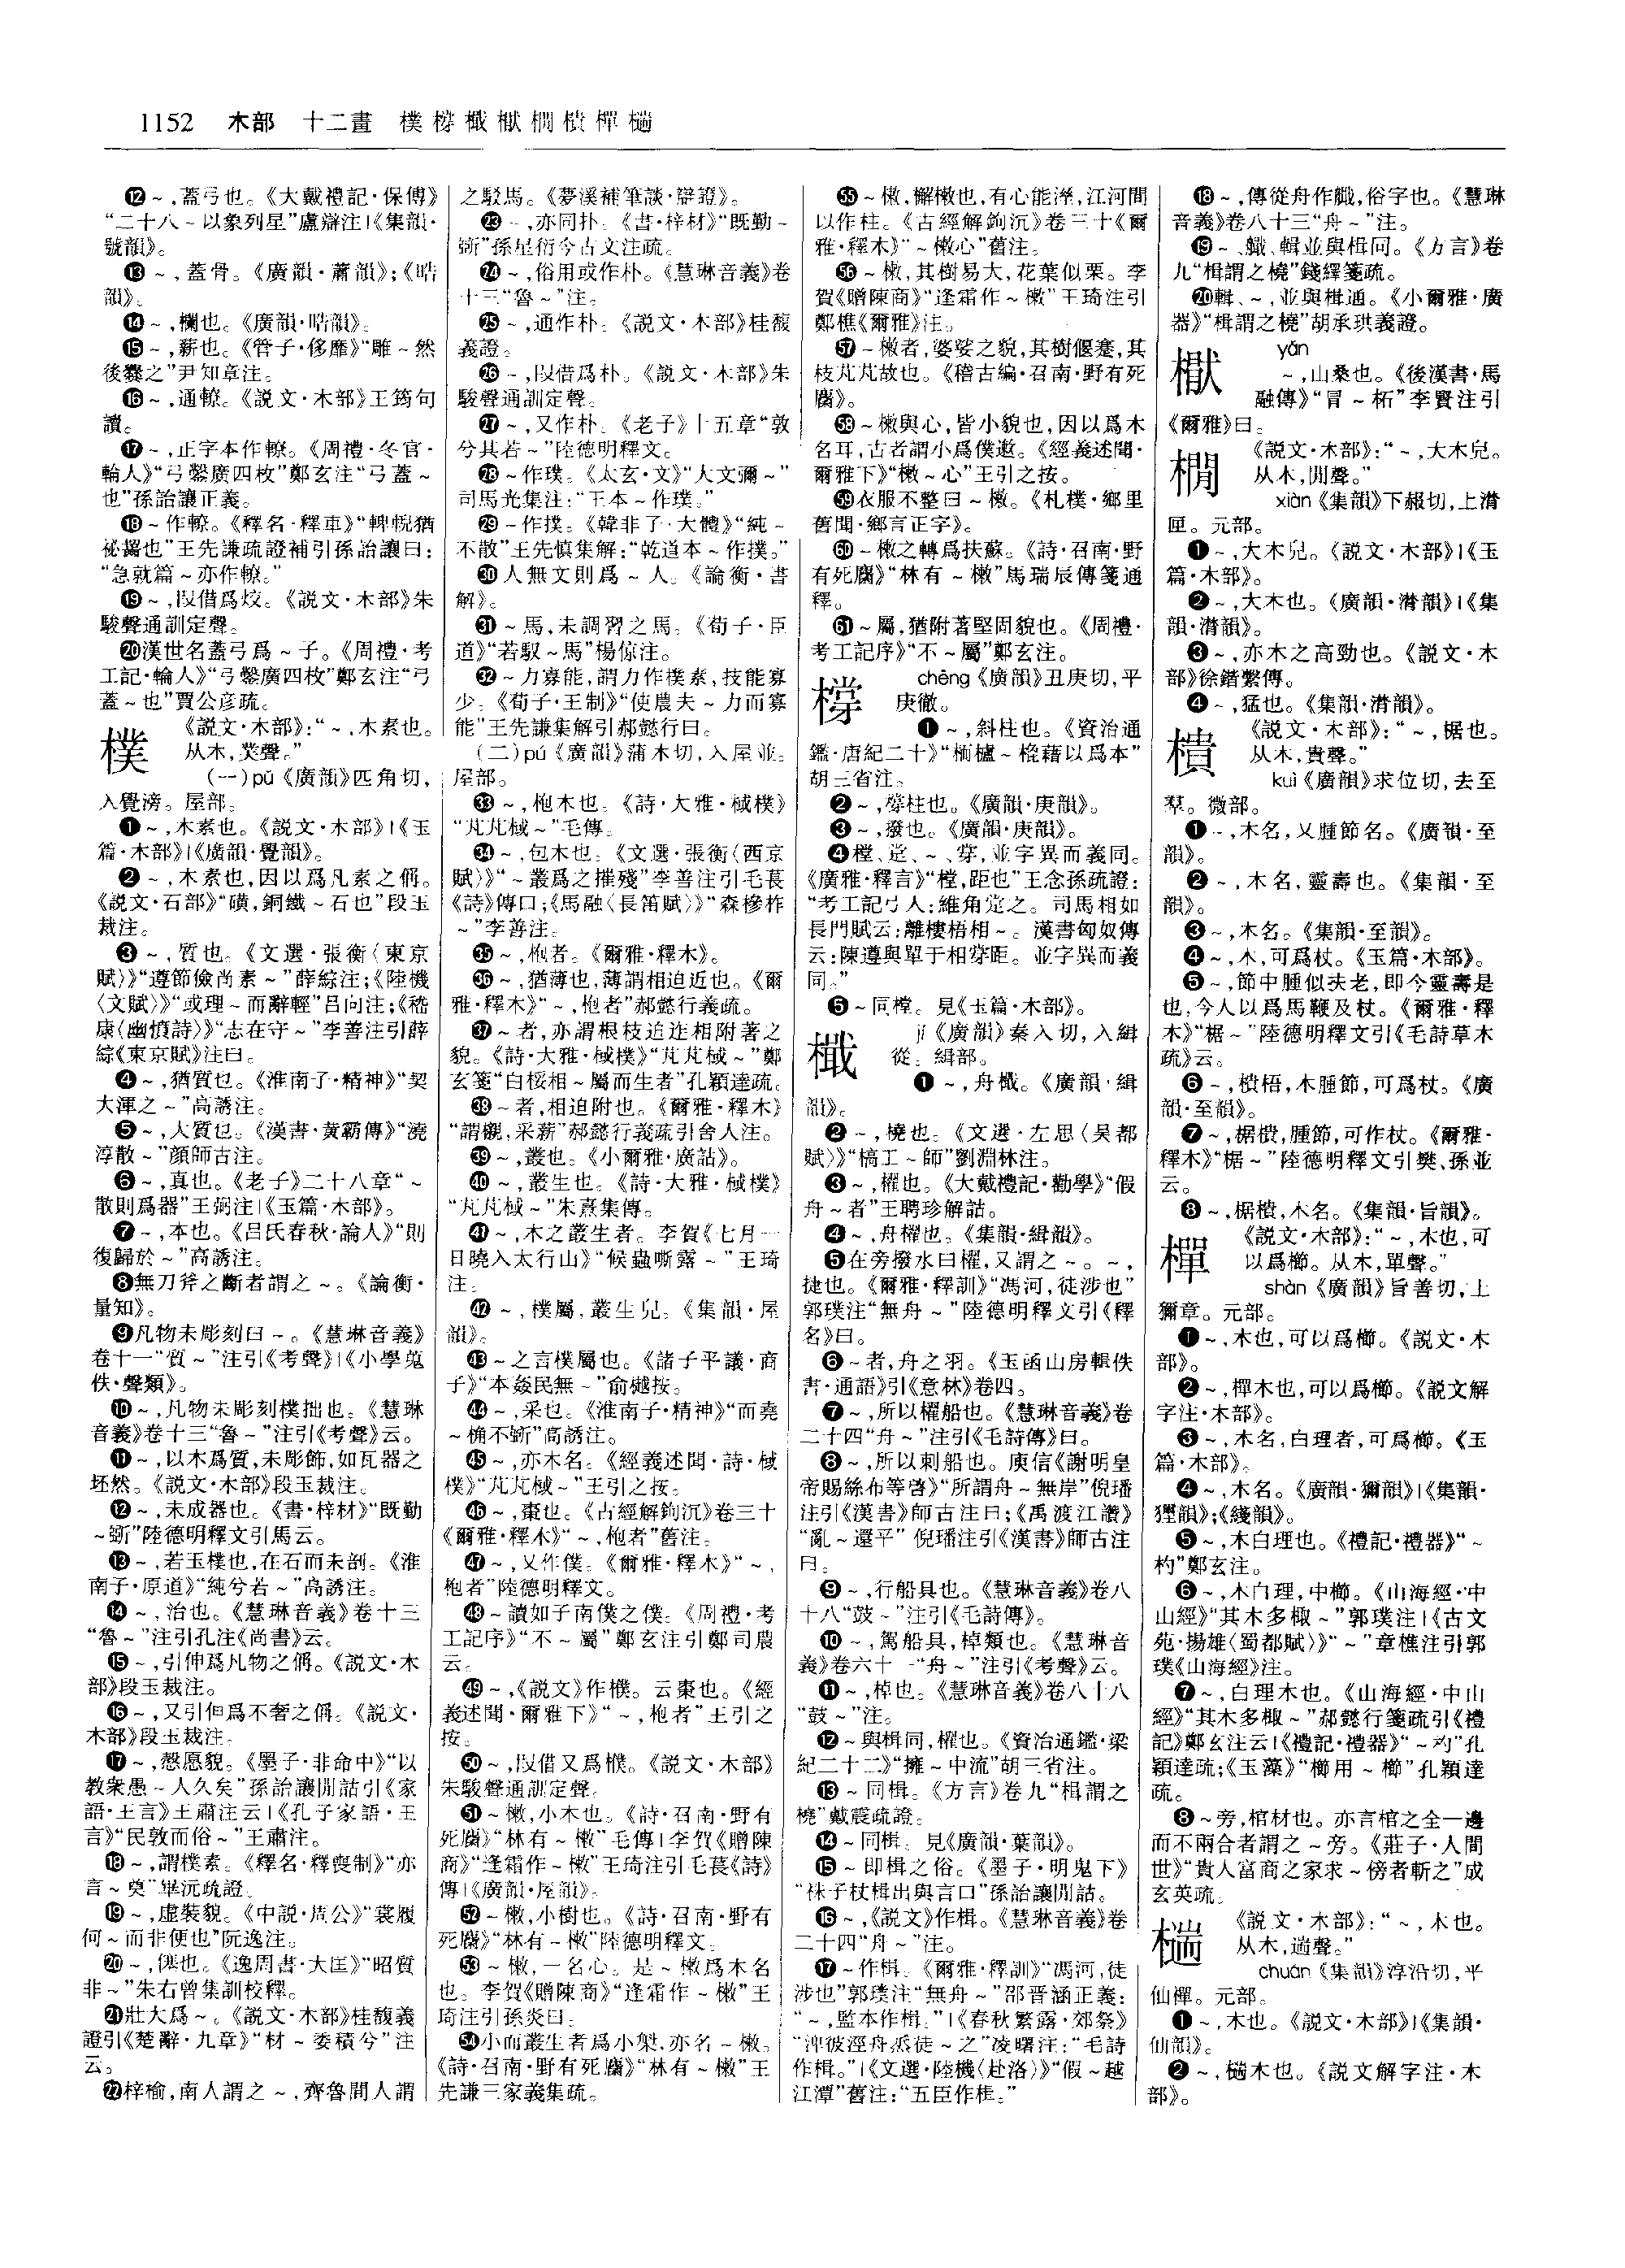 1152 木部 十二畫 樸橕檝㯠橺樻樿㯓
⓬~,蓋弓也。《大戴禮記·保傅》
“二十八~以象列星”盧辯注|《集韻·
號韻》。
⓭~,蓋骨。《廣韻·蕭韻》;《晧
韻》。
⓮~,欄也。《廣韻·晧韻》。
⓯~,薪也。《管子·侈靡》“雕~然
後爨之”尹知章注。
⓰~,通轑。《説文·木部》王筠句
讀。
⓱~,正字本作轑。《周禮·冬官·
輪人》“弓鑿廣四枚”鄭玄注“弓蓋~
也”孫詒讓正義。
⓲~作轑。《釋名·釋車》“轓帨猶
祕齧也”王先謙疏證補引孫詒讓曰:
“急就篇~亦作轑。”
⓳~,叚借爲烄。《説文·木部》朱
駿聲通訓定聲。
⓴漢世名蓋弓爲~子。《周禮·考
工記·輪人》“弓鑿廣四枚”鄭玄注“弓
蓋~也”賈公彦疏。
樸
《説文·木部》:“~,木素也。
从木,菐聲。”
(一)pǔ《廣韻》匹角切,
入覺滂。屋部。
❶~,木素也。《説文·木部》|《玉
篇·木部》|《廣韻·覺韻》。
❷~,木素也,因以爲凡素之偁。
《説文·石部》“磺,銅鐵~石也”段玉
裁注。
❸~,質也。《文選·張衡〈東京
賦〉》“遵節儉尚素~”薛綜注;《陸機
〈文賦〉》“或理~而辭輕”吕向注;《嵇
康〈幽憤詩〉》“志在守~”李善注引薛
綜《東京賦》注曰。
❹~,猶質也。《淮南子·精神》“契
大渾之~”高誘注。
❺~,大質也。《漢書·黄霸傳》“澆
淳散~”顔師古注。
❻~,真也。《老子》二十八章“~
散則爲器”王弼注|《玉篇·木部》。
❼~,本也。《吕氏春秋·論人》“則
復歸於~”高誘注。
❽無刀斧之斷者謂之~。《論衡·
量知》。
❾凡物未彫刻曰~。《慧琳音義》
卷十一“質~”注引《考聲》|《小學蒐
佚·聲類》。
❿~,凡物未彫刻樸拙也。《慧琳
音義》卷十三“魯~”注引《考聲》云。
⓫~,以木爲質,未彫飾,如瓦器之
坯然。《説文·木部》段玉裁注。
⓬~,未成器也。《書·梓材》“既勤
~斲”陸德明釋文引馬云。
⓭~,若玉樸也,在石而未剖。《淮
南子·原道》“純兮若~”高誘注。
⓮~,治也。《慧琳音義》卷十三
“魯~”注引孔注《尚書》云。
⓯~,引伸爲凡物之偁。《説文·木
部》段玉裁注。
⓰~,又引伸爲不奢之偁。《説文·
木部》段玉裁注。
⓱~,愨愿貌。《墨子·非命中》“以
教衆愚~人久矣”孫詒讓閒詁引《家
語·王言》王肅注云|《孔子家語·王
言》“民敦而俗~”王肅注。
⓲~,謂樸素。《釋名·釋喪制》“亦
言~奠”畢沅疏證。
⓳~,虚裝貌。《中説·周公》“裳履
何~而非便也”阮逸注。
⓴~,僕也。《逸周書·大匡》“昭質
非~”朱右曾集訓校釋。
㉑壯大爲~。《説文·木部》桂馥義
證引《楚辭·九章》“材~委積兮”注
云。
㉒梓榆,南人謂之~,齊魯間人謂
之駁馬。《夢溪補筆談·辯證》。
㉓~,亦同扑。《書·梓材》“既勤~
斲”孫星衍今古文注疏。
㉔~,俗用或作朴。《慧琳音義》卷
十三“魯~”注。
㉕~,通作朴。《説文·木部》桂馥
義證。
㉖~,叚借爲朴。《説文·木部》朱
駿聲通訓定聲。
㉗~,又作朴。《老子》十五章“敦
兮其若~”陸德明釋文。
㉘~作璞。《太玄·文》“大文彌~”
司馬光集注:“王本~作璞。”
㉙~作撲。《韓非子·大體》“純~
不散”王先慎集解:“乾道本~作撲。”
㉚人無文則爲~人。《論衡·書
解》。
㉛~馬,未調習之馬。《荀子·臣
道》“若馭~馬”楊倞注。
㉜~力寡能,謂力作樸素,技能寡
少。《荀子·王制》“使農夫~力而寡
能”王先謙集解引郝懿行曰。
(二)pú《廣韻》蒲木切,入屋並。
屋部。
㉝~,枹木也。《詩·大雅·棫樸》
“芃芃棫~”毛傳。
㉞~,包木也。《文選·張衡〈西京
賦〉》“~叢爲之摧殘”李善注引毛萇
《詩》傳曰;《馬融〈長笛賦〉》“森槮柞
~”李善注。
㉟~,枹者。《爾雅·釋木》。
㊱~,猶薄也,薄謂相迫近也。《爾
雅·釋木》“~,枹者”郝懿行義疏。
㊲~者,亦謂根枝迫迮相附著之
貌。《詩·大雅·棫樸》“芃芃棫~”鄭
玄箋“白桵相~屬而生者”孔穎達疏。
㊳~者,相迫附也。《爾雅·釋木》
“謂櫬,采薪”郝懿行義疏引舍人注。
㊴~,叢也。《小爾雅·廣詁》。
㊵~,叢生也。《詩·大雅·棫樸》
“芃芃棫~”朱熹集傳。
㊶~,木之叢生者。李賀《七月一
日曉入太行山》“候蟲嘶露~”王琦
注。
㊷~,樸屬,叢生皃。《集韻·屋
韻》。
㊸~之言樸屬也。《諸子平議·商
子》“本姦民無~”俞樾按。
㊹~,采也。《淮南子·精神》“而堯
~桷不斲”高誘注。
㊺~,亦木名。《經義述聞·詩·棫
樸》“芃芃棫~”王引之按。
㊻~,棗也。《古經解鉤沉》卷三十
《爾雅·釋木》“~,枹者”舊注。
㊼~,又作僕。《爾雅·釋木》“~,
枹者”陸德明釋文。
㊽~讀如子南僕之僕。《周禮·考
工記序》“不~屬”鄭玄注引鄭司農
云。
㊾~,《説文》作樸。云棗也。《經
義述聞·爾雅下》“~,枹者”王引之
按。
㊿~,叚借又爲樸。《説文·木部》
朱駿聲通訓定聲。
51~樕,小木也。《詩·召南·野有
死麕》“林有~樕”毛傳|李賀《贈陳
商》“逢霜作~樕”王琦注引毛萇《詩》
傳|《廣韻·屋韻》。
52~樕,小樹也。《詩·召南·野有
死麕》“林有~樕”陸德明釋文。
53~樕,一名心。是~樕爲木名
也。李賀《贈陳商》“逢霜作~樕”王
琦注引孫炎曰。
54小而叢生者爲小槼,亦名~樕。
《詩·召南·野有死麕》“林有~樕”王
先謙三家義集疏。
55~樕,槲樕也,有心能溼,江河間
以作柱。《古經解鉤沉》卷三十《爾
雅·釋木》“~樕心”舊注。
56~樕,其樹易大,花葉似栗。李
賀《贈陳商》“逢霜作~樕”王琦注引
鄭樵《爾雅》注。
57~樕者,婆娑之貌,其樹偃蹇,其
枝芃芃故也。《稽古編·召南·野有死
麕》。
58~樕與心,皆小貌也,因以爲木
名耳,古者謂小爲僕遬。《經義述聞·
爾雅下》“樕~心”王引之按。
59衣服不整曰~樕。《札樸·鄉里
舊聞·鄉言正字》。
60~樕之轉爲扶蘇。《詩·召南·野
有死麕》“林有~樕”馬瑞辰傳箋通
釋。
61~屬,猶附著堅固貌也。《周禮·
考工記序》“不~屬”鄭玄注。
橕
chēng《廣韻》丑庚切,平
庚徹。
❶~,斜柱也。《資治通
鑑·唐紀二十》“栭櫨~棁藉以爲本”
胡三省注。
❷~,橕柱也。《廣韻·庚韻》。
❸~,撥也。《廣韻·庚韻》。
❹樘、定、~、穿,並字異而義同。
《廣雅·釋言》“樘,距也”王念孫疏證:
“考工記弓人:維角定之。司馬相如
長門賦云:離樓梧相~。漢書匈奴傳
云:陳遵與單于相穿距。並字異而義
同。”
❺~同樘。見《玉篇·木部》。
檝
jí《廣韻》秦入切,入緝
從。緝部。
❶~,舟檝。《廣韻·緝
韻》。
❷~,橈也。《文選·左思〈吴都
賦〉》“槁工~師”劉淵林注。
❸~,櫂也。《大戴禮記·勸學》“假
舟~者”王聘珍解詁。
❹~,舟櫂也。《集韻·緝韻》。
❺在旁撥水曰櫂,又謂之~。~,
捷也。《爾雅·釋訓》“馮河,徒涉也”
郭璞注“無舟~”陸德明釋文引《釋
名》曰。
❻~者,舟之羽。《玉函山房輯佚
書·通語》引《意林》卷四。
❼~,所以櫂船也。《慧琳音義》卷
二十四“舟~”注引《毛詩傳》曰。
❽~,所以刺船也。庾信《謝明皇
帝賜絲布等啓》“所謂舟~無岸”倪璠
注引《漢書》師古注曰;《禹渡江讚》
“亂~還平”倪璠注引《漢書》師古注
曰。
❾~,行船具也。《慧琳音義》卷八
十八“鼓~”注引《毛詩傳》。
❿~,駕船具,棹類也。《慧琳音
義》卷六十一“舟~”注引《考聲》云。
⓫~,棹也。《慧琳音義》卷八十八
“鼓~”注。
⓬~與楫同,櫂也。《資治通鑑·梁
紀二十二》“擁~中流”胡三省注。
⓭~同楫。《方言》卷九“楫謂之
橈”戴震疏證。
⓮~同楫。見《廣韻·葉韻》。
⓯~即楫之俗。《墨子·明鬼下》
“祩子杖楫出與言曰”孫詒讓閒詁。
⓰~,《説文》作楫。《慧琳音義》卷
二十四“舟~”注。
⓱~作楫。《爾雅·釋訓》“馮河,徒
涉也”郭璞注“無舟~”邵晉涵正義:
“~,監本作楫。”|《春秋繁露·郊祭》
“淠彼涇舟烝徒~之”凌曙注:“毛詩
作楫。”|《文選·陸機〈赴洛〉》“假~越
江潭”舊注:“五臣作楫。”
⓲~,傳從舟作艥,俗字也。《慧琳
音義》卷八十三“舟~”注。
⓳~、艥、輯並與楫同。《方言》卷
九“楫謂之橈”錢繹箋疏。
⓴輯、~,並與楫通。《小爾雅·廣
器》“楫謂之橈”胡承珙義證。
㯠
yǎn
~,山桑也。《後漢書·馬
融傳》“冒~柘”李賢注引
《爾雅》曰。
橺
《説文·木部》:“~,大木皃。
从木,閒聲。”
xiàn《集韻》下赧切,上潸
匣。元部。
❶~,大木皃。《説文·木部》|《玉
篇·木部》。
❷~,大木也。《廣韻·潸韻》|《集
韻·潸韻》。
❸~,亦木之高勁也。《説文·木
部》徐鍇繫傳。
❹~,猛也。《集韻·潸韻》。
樻
《説文·木部》:“~,椐也。
从木,貴聲。”
kuì《廣韻》求位切,去至
羣。微部。
❶~,木名,乂腫節名。《廣韻·至
韻》。
❷~,木名,靈壽也。《集韻·至
韻》。
❸~,木名。《集韻·至韻》。
❹~,木,可爲杖。《玉篇·木部》。
❺~,節中腫似扶老,即今靈壽是
也,今人以爲馬鞭及杖。《爾雅·釋
木》“椐~”陸德明釋文引《毛詩草木
疏》云。
❻~,樻梧,木腫節,可爲杖。《廣
韻·至韻》。
❼~,椐樻,腫節,可作杖。《爾雅·
釋木》“椐~”陸德明釋文引樊、孫並
云。
❽~,椐樻,木名。《集韻·旨韻》。
樿
《説文·木部》:“~,木也,可
以爲櫛。从木,單聲。”
shàn《廣韻》旨善切,上
獮章。元部。
❶~,木也,可以爲櫛。《説文·木
部》。
❷~,樿木也,可以爲櫛。《説文解
字注·木部》。
❸~,木名,白理者,可爲櫛。《玉
篇·木部》。
❹~,木名。《廣韻·獮韻》|《集韻·
獮韻》;《綫韻》。
❺~,木白理也。《禮記·禮器》“~
杓”鄭玄注。
❻~,木白理,中櫛。《山海經·中
山經》“其木多棷~”郭璞注|《古文
苑·揚雄〈蜀都賦〉》“~”章樵注引郭
璞《山海經》注。
❼~,白理木也。《山海經·中山
經》“其木多棷~”郝懿行箋疏引《禮
記》鄭玄注云|《禮記·禮器》“~杓”孔
穎達疏;《玉藻》“櫛用~櫛”孔穎達
疏。
❽~旁,棺材也。亦言棺之全一邊
而不兩合者謂之~旁。《莊子·人間
世》“貴人富商之家求~傍者斬之”成
玄英疏。
㯓
《説文·木部》:“~,木也。
从木,遄聲。”
chuán《集韻》淳沿切,平
仙禪。元部。
❶~,木也。《説文·木部》|《集韻·
仙韻》。
❷~,㯓木也。《説文解字注·木
部》。